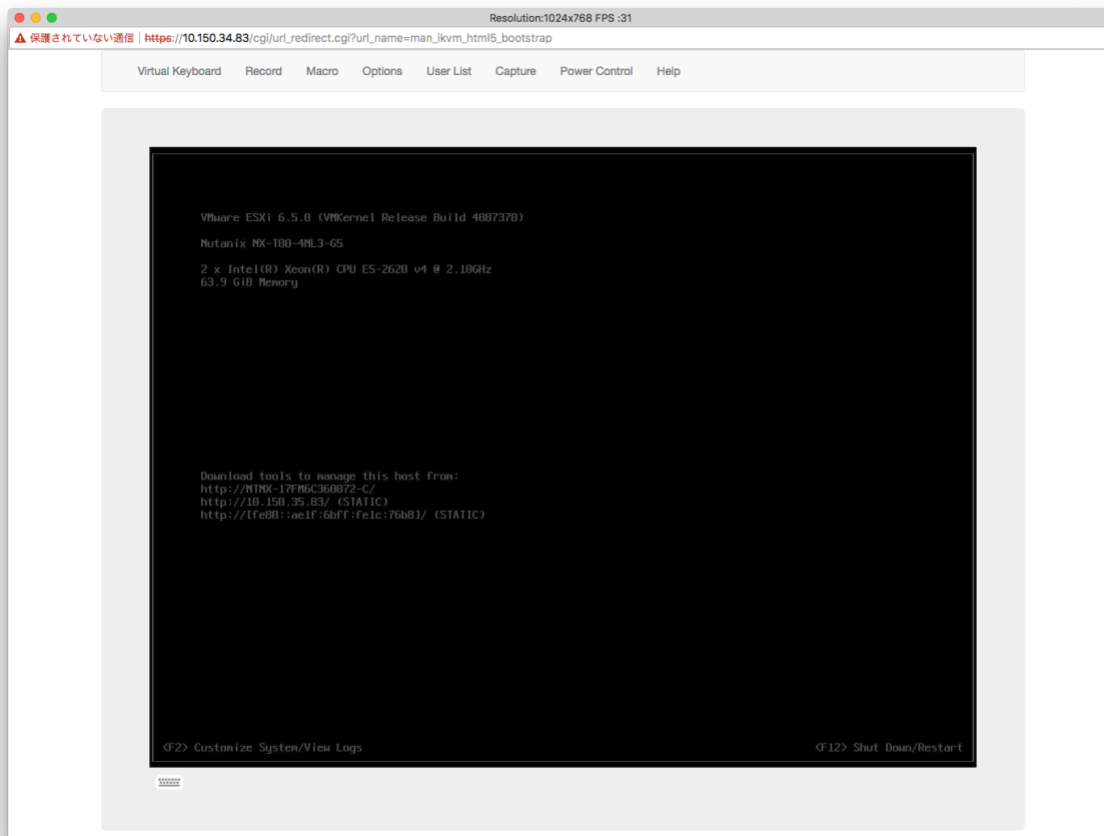 Resolution:1024x768 FPS :31
保護されていない通信 | https://10.150.34.83/cgi/url_redirect.cgi?url_name=man_ikvm_html5_bootstrap
Virtual Keyboard Record Macro Options User List Capture Power Control Help
VMware ESXi 6.5.0 (VMKernel Release Build 4887370)
Nutanix NX-T00-4NL3-G5
2 x Intel(R) Xeon(R) CPU E5-2620 v4 @ 2.10GHz
63.9 GiB Memory
Download tools to manage this host from:
http://NTNX-17FM6C360072-C/
http://10.150.35.83/ (STATIC)
http://[fe80::ae1f:6bff:fe1c:76b8]/ (STATIC)
<F2> Customize System/View Logs
<F12> Shut Down/Restart